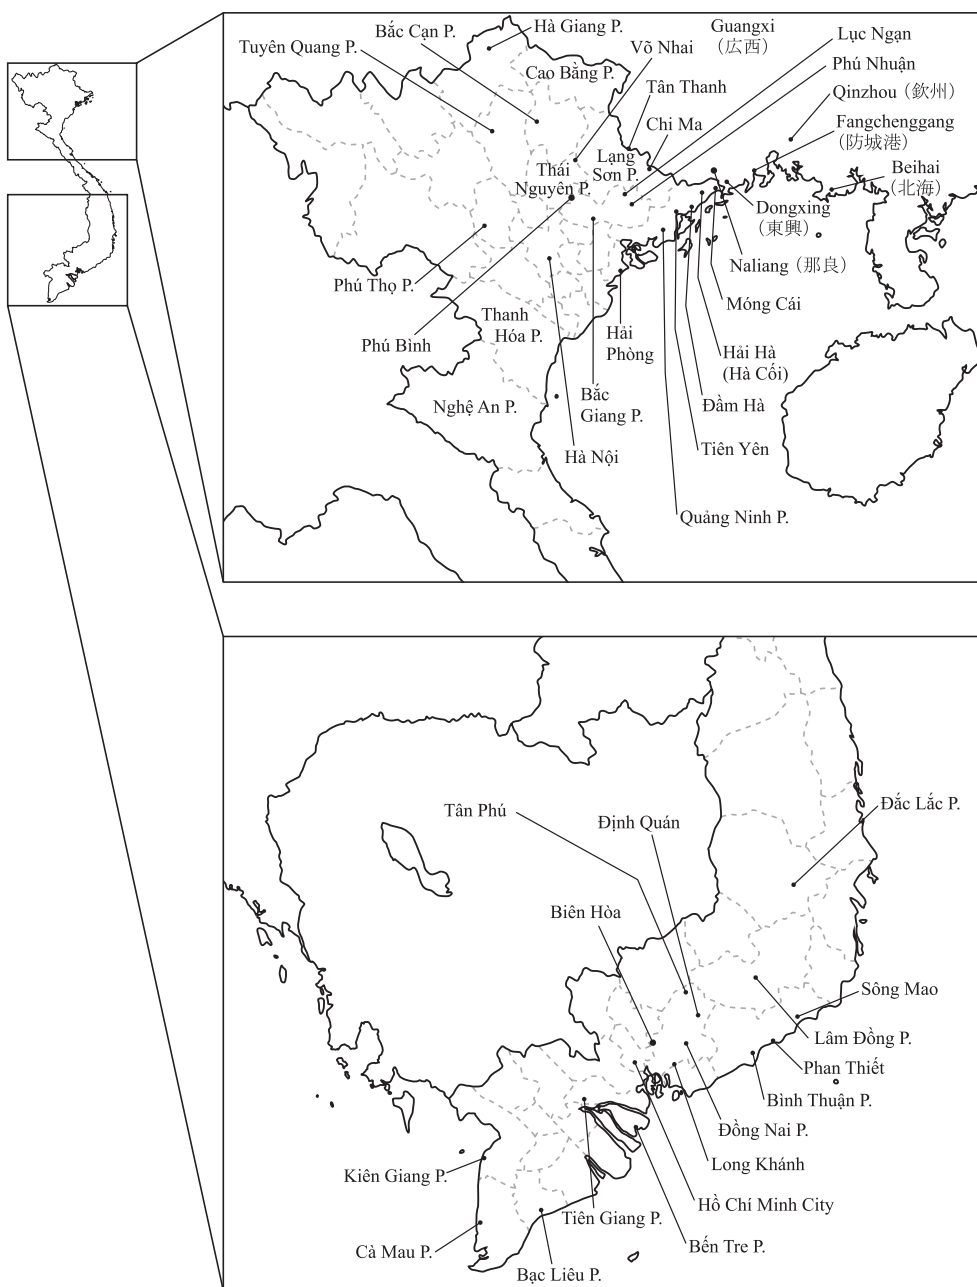 Bắc Cạn P.
Hà Giang P.
Tuyên Quang P.
Cao Bằng P.
Võ Nhai
Guangxi
(広西)
Lục Ngạn
Phú Nhuận
Tân Thanh
Qinzhou (欽州)
Chi Ma
Fangchenggang
(防城港)
Lạng
Sơn P.
Thái
Nguyên P.
Beihai
(北海)
Dongxing
(東興)
Naliang (那良)
Phú Thọ P.
Móng Cái
Thanh
Hóa P.
Hải
Phòng
Phú Bình
Hải Hà
(Hà Cối)
Bắc
Giang P.
Nghệ An P.
Đầm Hà
Hà Nội
Tiên Yên
Quảng Ninh P.
Đắc Lắc P.
Tân Phú
Định Quán
Biên Hòa
Sông Mao
Lâm Đồng P.
Phan Thiết
Bình Thuận P.
Đồng Nai P.
Long Khánh
Kiên Giang P.
Hồ Chí Minh City
Tiên Giang P.
Bến Tre P.
Cà Mau P.
Bạc Liêu P.